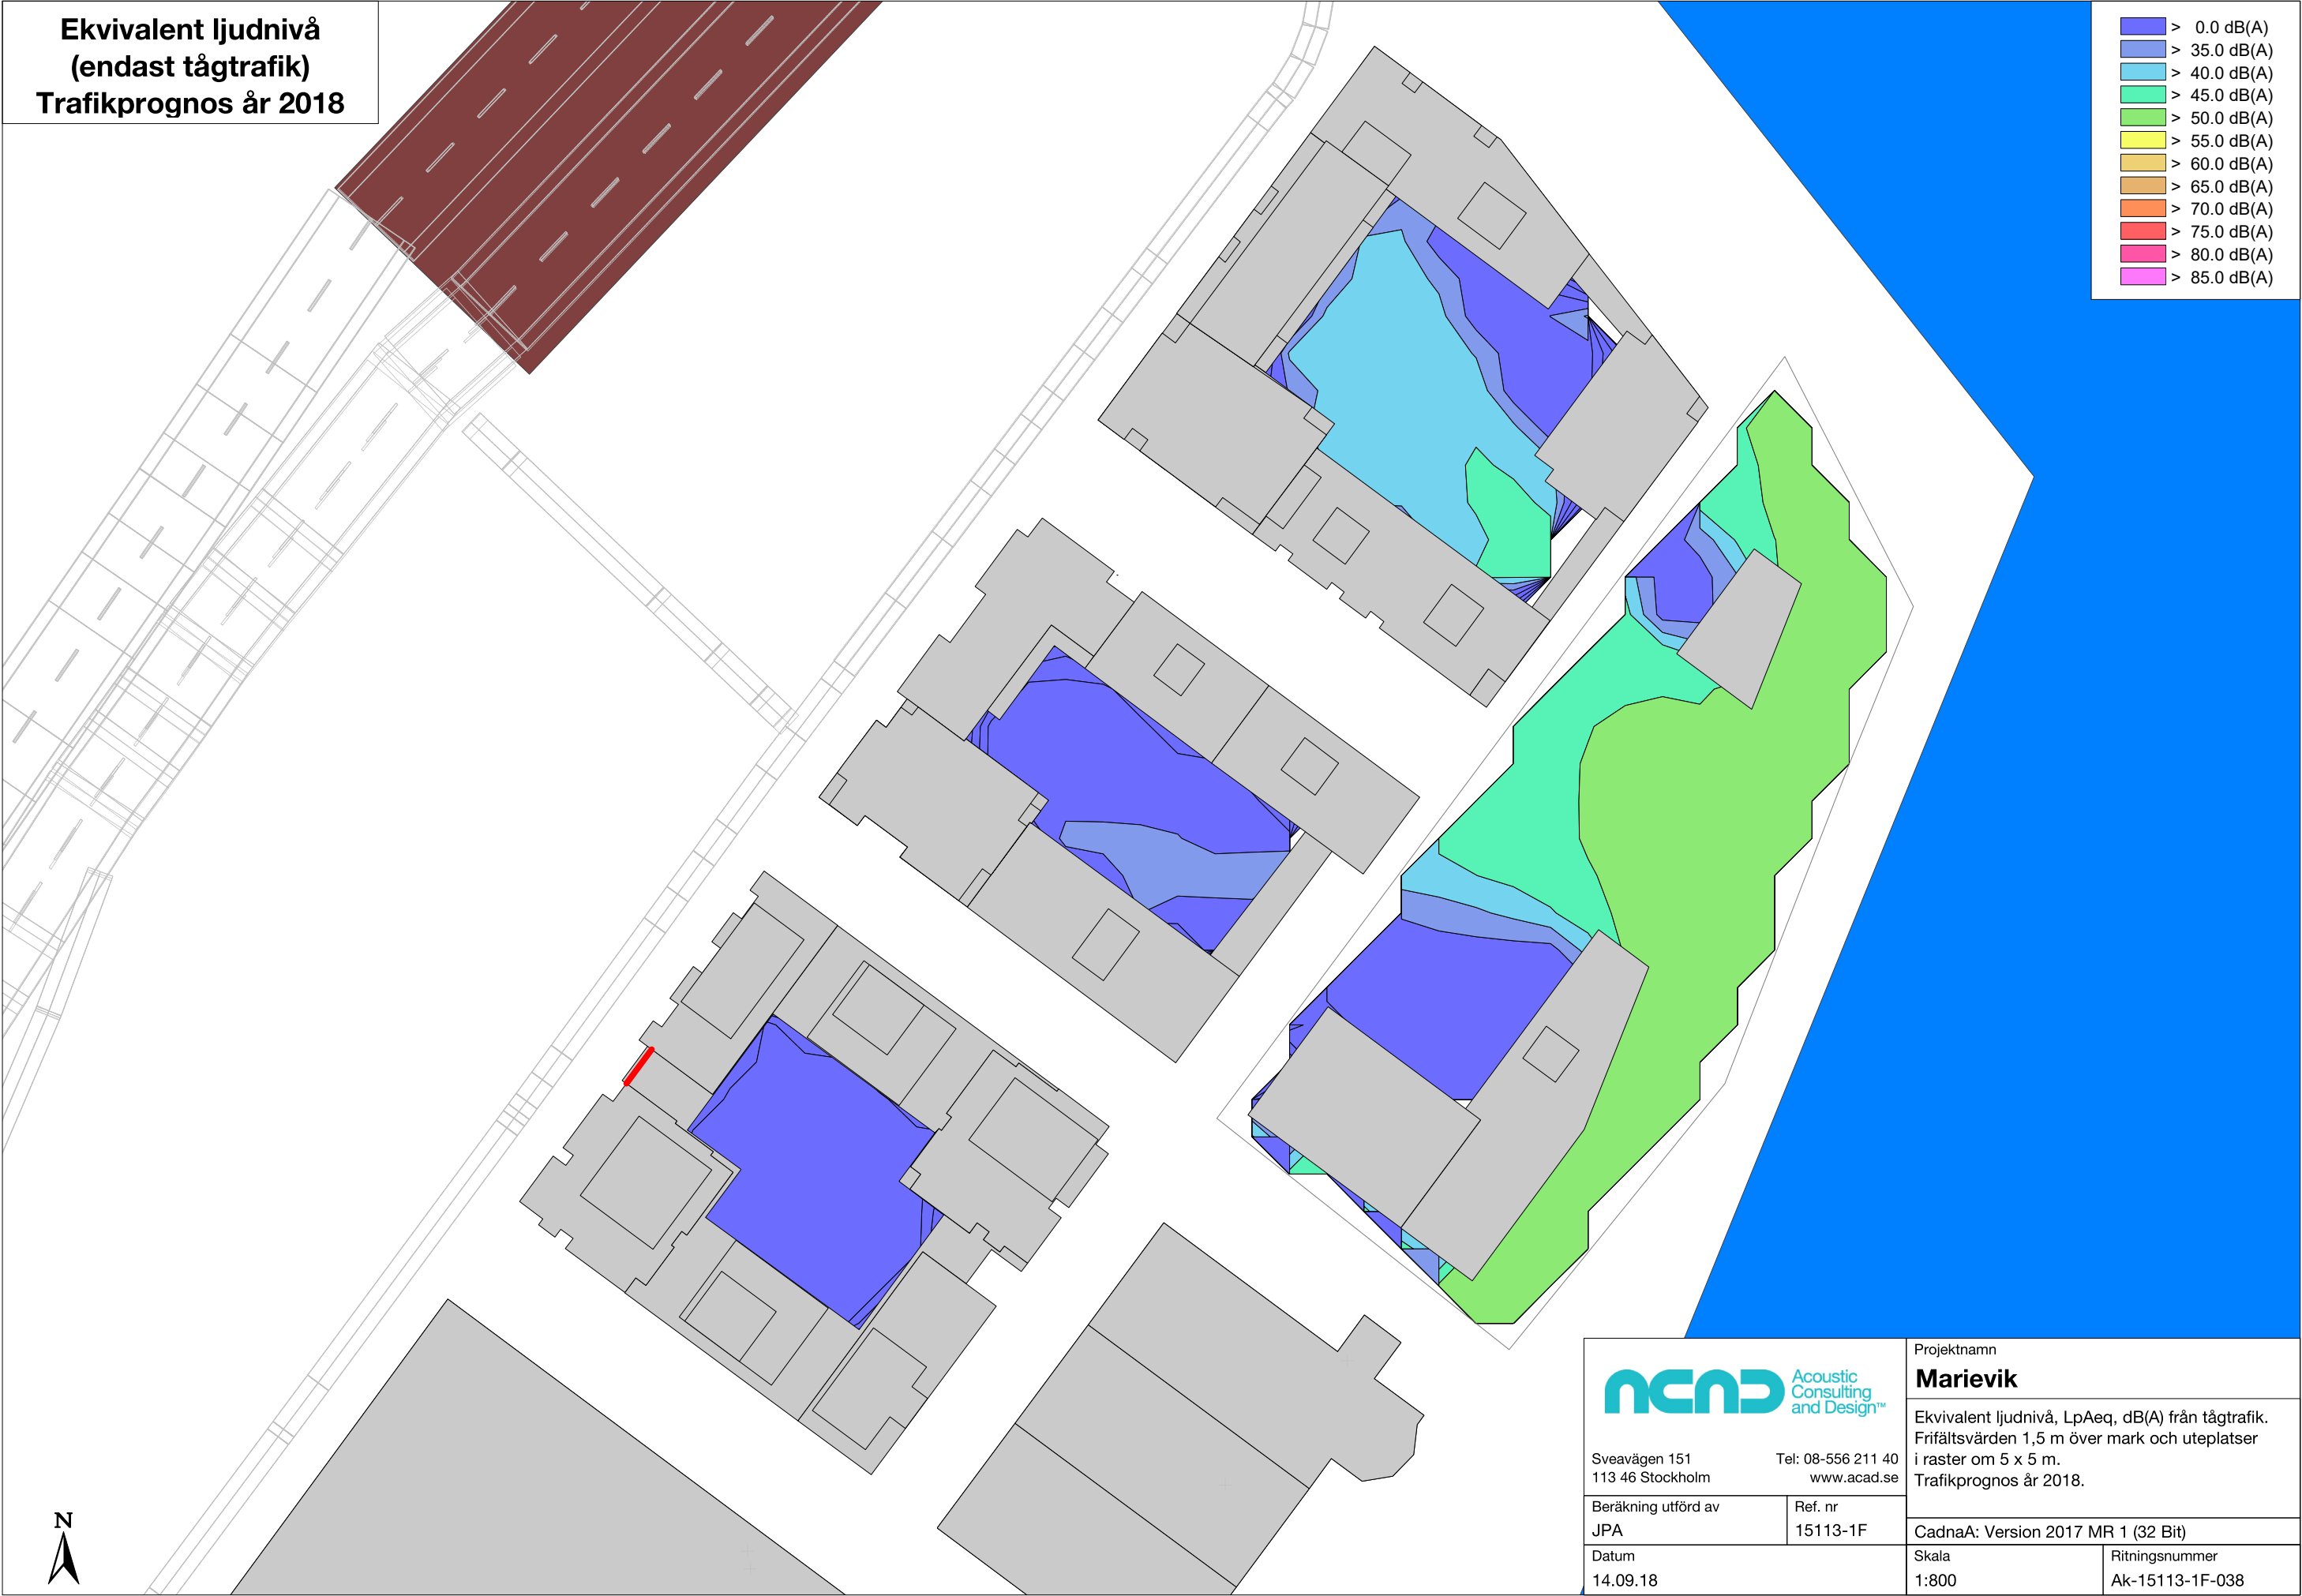 Ekvivalent ljudnivå
(endast tågtrafik)
Trafikprognos år 2018
> 0.0 dB(A)
> 35.0 dB(A)
> 40.0 dB(A)
> 45.0 dB(A)
> 50.0 dB(A)
> 55.0 dB(A)
> 60.0 dB(A)
> 65.0 dB(A)
> 70.0 dB(A)
> 75.0 dB(A)
> 80.0 dB(A)
> 85.0 dB(A)
N
ACAD
Acoustic
Consulting
and Design™
Sveavägen 151
113 46 Stockholm
Tel: 08-556 211 40
www.acad.se
Beräkning utförd av
JPA
Ref. nr
15113-1F
Datum
14.09.18
Projektnamn
Marievik
Ekvivalent ljudnivå, LpAeq, dB(A) från tågtrafik.
Frifältsvärden 1,5 m över mark och uteplatser
i raster om 5 x 5 m.
Trafikprognos år 2018.
CadnaA: Version 2017 MR 1 (32 Bit)
Skala
1:800
Ritningsnummer
Ak-15113-1F-038